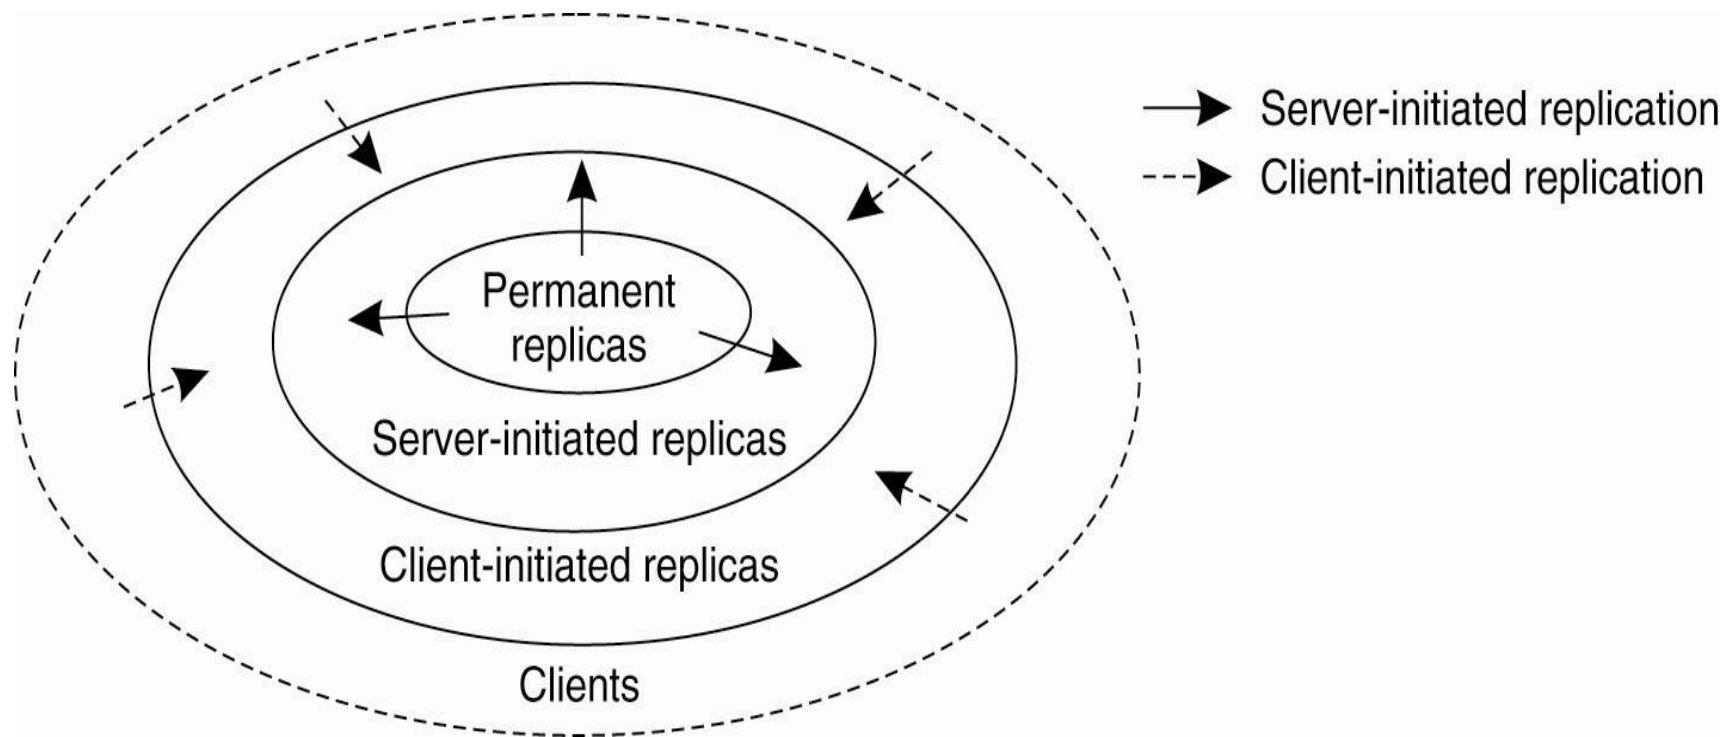 Server-initiated replication
Client-initiated replication
Permanent
replicas
Server-initiated replicas
Client-initiated replicas
Clients